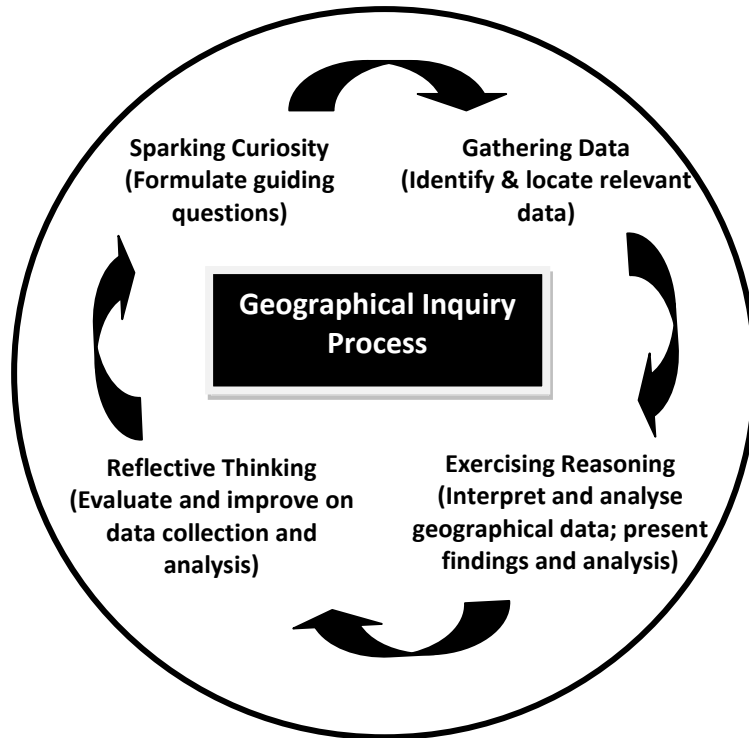 Sparking Curiosity
(Formulate guiding
questions)
Gathering Data
(Identify & locate relevant
data)
Geographical Inquiry
Process
Reflective Thinking
(Evaluate and improve on
data collection and
analysis)
Exercising Reasoning
(Interpret and analyse
geographical data; present
findings and analysis)